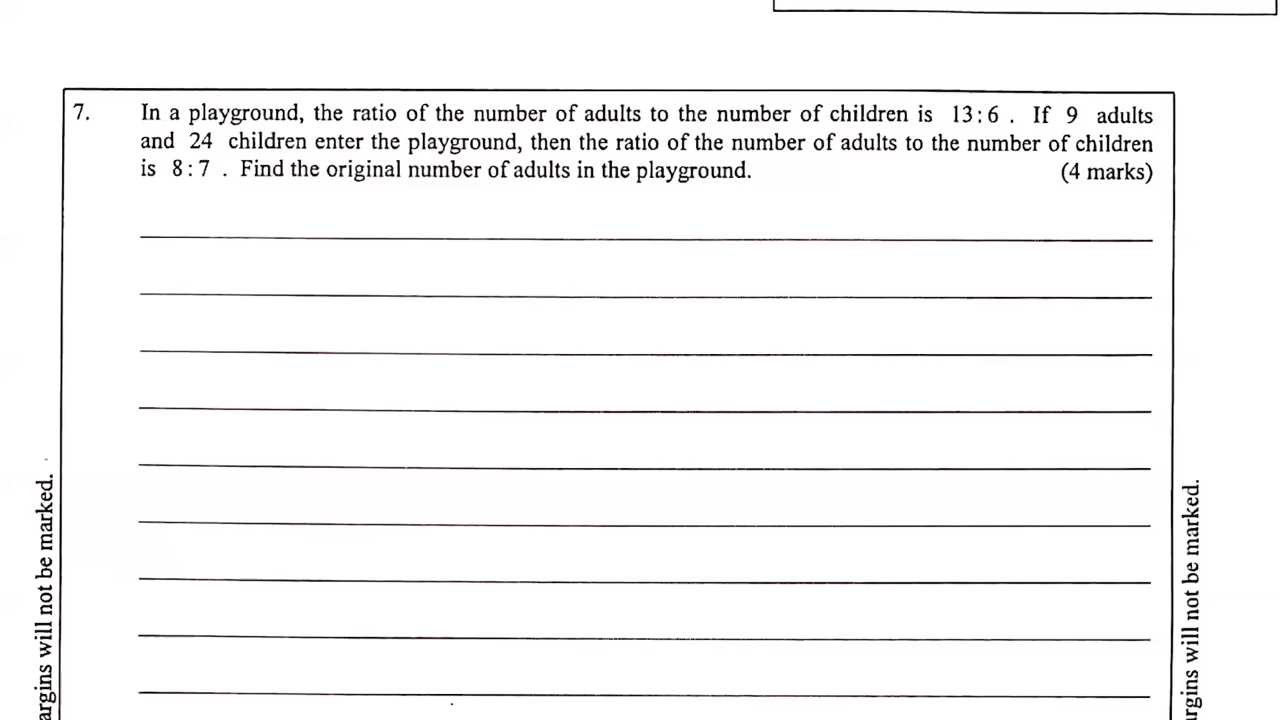 7. In a playground, the ratio of the number of adults to the number of children is 13 : 6 . If 9 adults
and 24 children enter the playground, then the ratio of the number of adults to the number of children
is 8 : 7 . Find the original number of adults in the playground. (4 marks)
argins will not be marked.
rgins will not be marked.